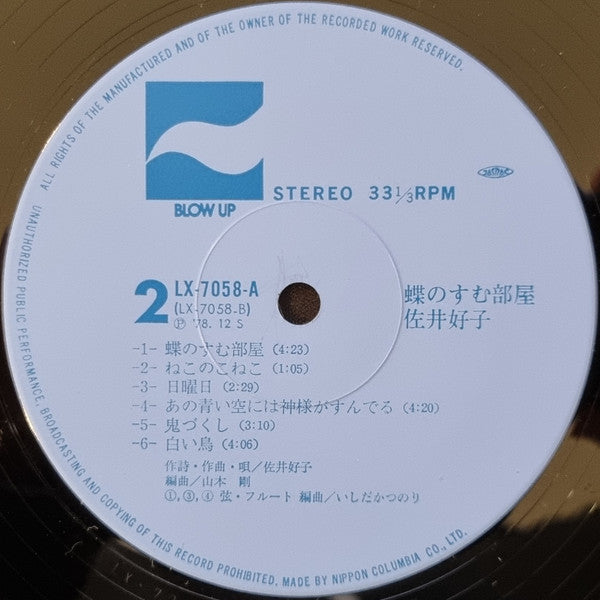 ALL RIGHTS OF THE MANUFACTURED AND OF THE OWNER OF THE RECORDED WORK RESERVED.
BLOW UP
STEREO 33 1/3 RPM
JASRAC
2
LX-7058-A
(LX-7058-B)
Ⓟ '78. 12 S
蝶のすむ部屋
佐井好子
-1- 蝶のすむ部屋 (4:23)
-2- ねこのこねこ (1:05)
-3- 日曜日 (2:29)
-4- あの青い空には神様がすんでる (4:20)
-5- 鬼づくし (3:10)
-6- 白い鳥 (4:06)
作詩・作曲・唄/佐井好子
編曲/山本 剛
①,③,④ 弦・フルート 編曲/いしだかつのり
UNAUTHORIZED PUBLIC PERFORMANCE, BROADCASTING AND COPYING OF THIS RECORD PROHIBITED. MADE BY NIPPON COLUMBIA CO., LTD.